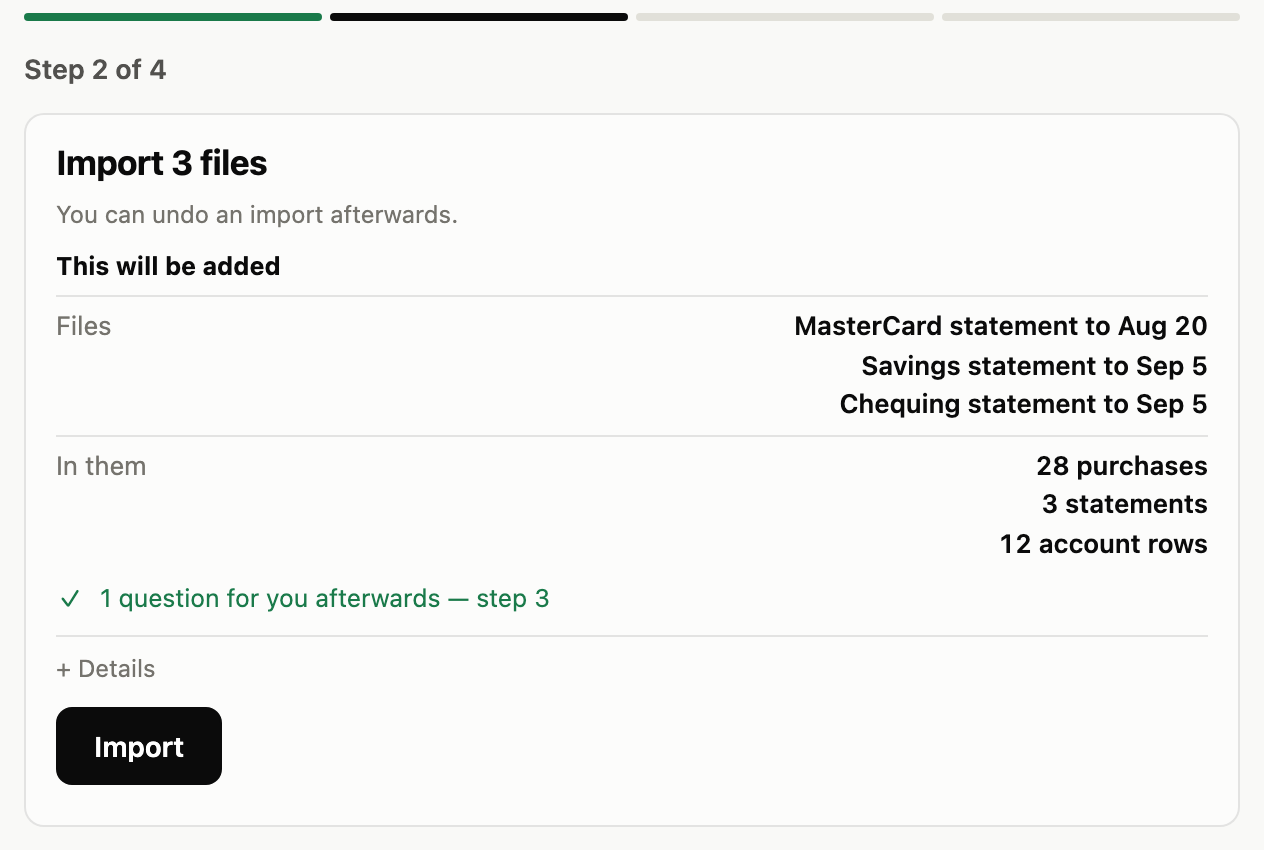 Step 2 of 4
Import 3 files
You can undo an import afterwards.
This will be added
Files
MasterCard statement to Aug 20
Savings statement to Sep 5
Chequing statement to Sep 5
In them
28 purchases
3 statements
12 account rows
✓ 1 question for you afterwards — step 3
+ Details
Import